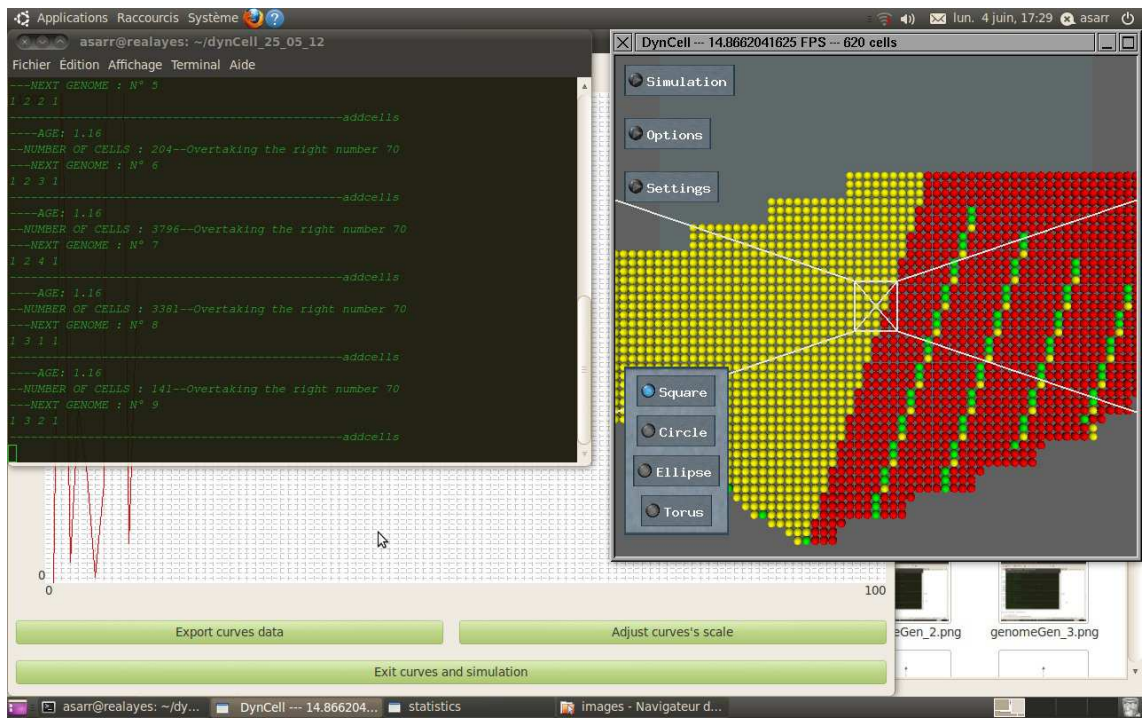 Applications Raccourcis Système
lun. 4 juin, 17:29 asarr
asarr@realayes: ~/dynCell_25_05_12
Fichier Édition Affichage Terminal Aide
---NEXT GENOME : N° 5
1 2 2 1
------------------------------------------------addcells
----AGE: 1.16
--NUMBER OF CELLS : 204--Overtaking the right number 70
---NEXT GENOME : N° 6
1 2 3 1
------------------------------------------------addcells
----AGE: 1.16
--NUMBER OF CELLS : 3796--Overtaking the right number 70
---NEXT GENOME : N° 7
1 2 4 1
------------------------------------------------addcells
----AGE: 1.16
--NUMBER OF CELLS : 3381--Overtaking the right number 70
---NEXT GENOME : N° 8
1 3 1 1
------------------------------------------------addcells
----AGE: 1.16
--NUMBER OF CELLS : 141--Overtaking the right number 70
---NEXT GENOME : N° 9
1 3 2 1
------------------------------------------------addcells
DynCell -- 14.8662041625 FPS -- 620 cells
Simulation
Options
Settings
Square
Circle
Ellipse
Torus
0
0
100
Export curves data
Adjust curves's scale
Exit curves and simulation
eGen_2.png
genomeGen_3.png
asarr@realayes: ~/dy...
DynCell --- 14.866204...
statistics
images - Navigateur d...